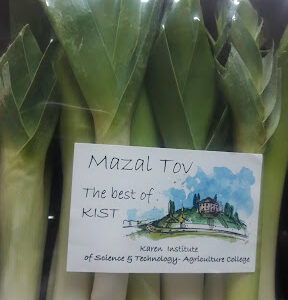 Mazal Tov
The best of
KIST
Karen Institute
of Science & Technology- Agriculture College